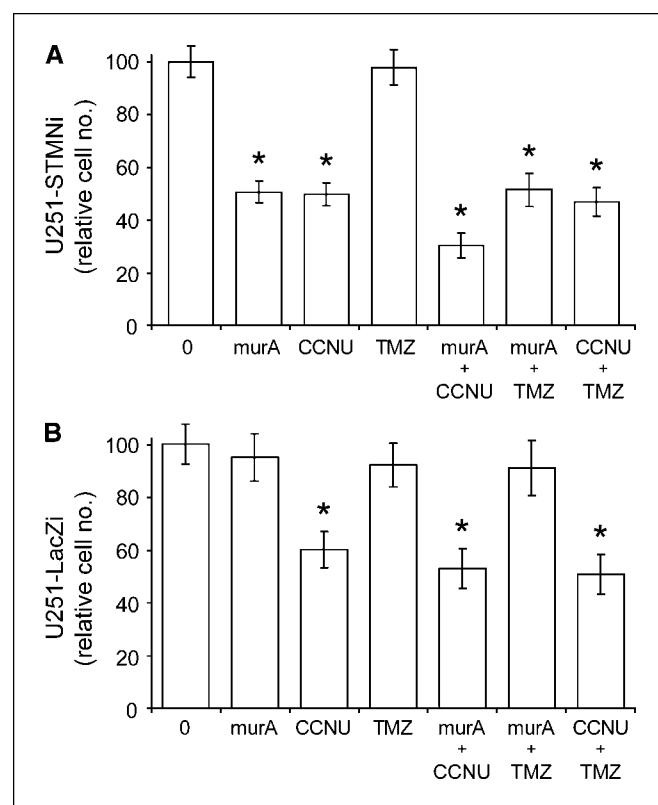 A
U251-STMNi
(relative cell no.)
100
80
60
40
20
0
*
*
*
*
*
0 murA CCNU TMZ murA + CCNU murA + TMZ CCNU + TMZ
B
U251-LacZi
(relative cell no.)
100
80
60
40
20
0
*
*
*
0 murA CCNU TMZ murA + CCNU murA + TMZ CCNU + TMZ